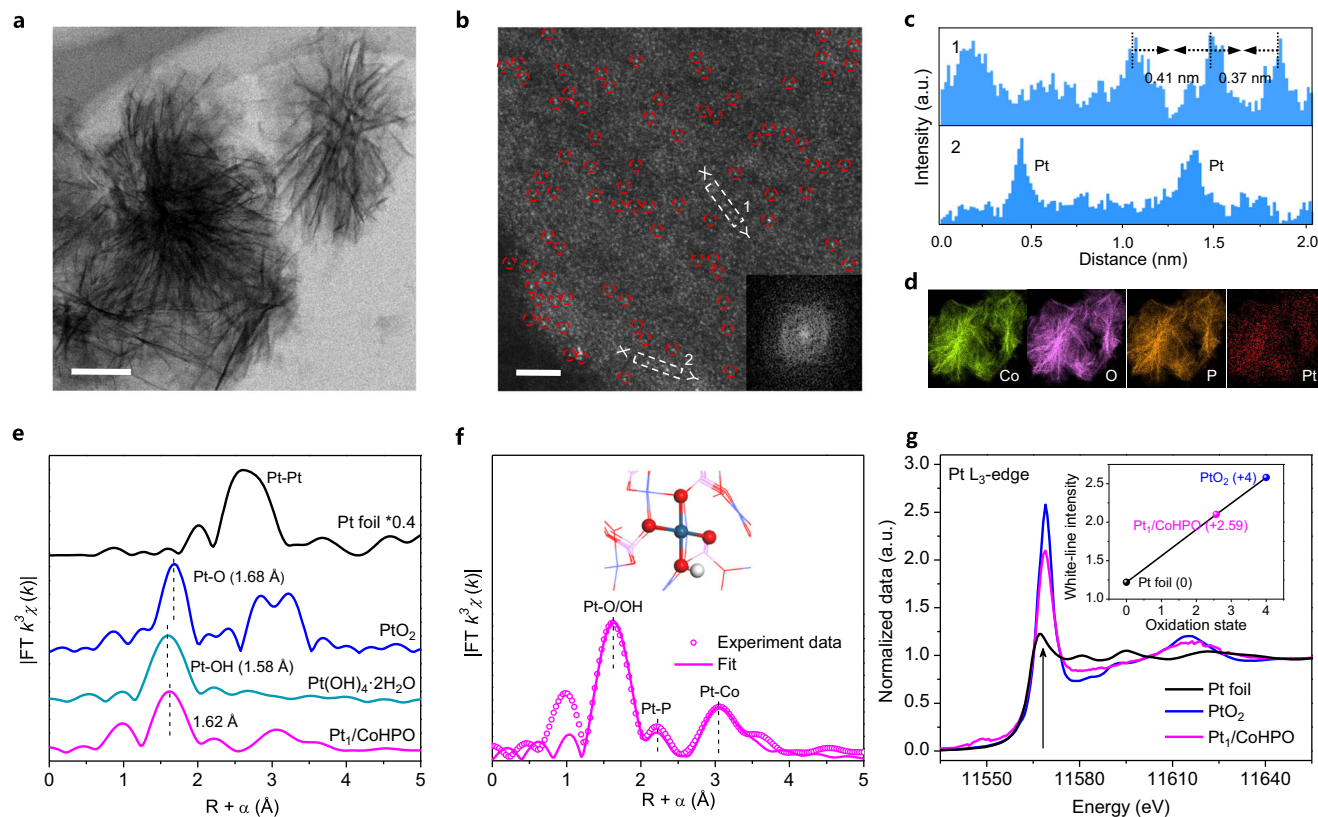 a
b
X
1
Y
X
2
Y
c
Intensity (a.u.)
1
0.41 nm
0.37 nm
2
Pt
Pt
0.0
0.5
1.0
1.5
2.0
Distance (nm)
d
Co
O
P
Pt
e
|FT k³ χ (k)|
Pt-Pt
Pt foil *0.4
Pt-O (1.68 Å)
PtO₂
Pt-OH (1.58 Å)
Pt(OH)₄·2H₂O
1.62 Å
Pt₁/CoHPO
0
1
2
3
4
5
R + α (Å)
f
|FT k³ χ (k)|
Pt-O/OH
Experiment data
Fit
Pt-P
Pt-Co
0
1
2
3
4
5
R + α (Å)
g
Normalized data (a.u.)
3.0
2.5
2.0
1.5
1.0
0.5
0.0
Pt L₃-edge
White-line intensity
2.5
2.0
1.5
1.0
PtO₂ (+4)
Pt₁/CoHPO (+2.59)
Pt foil (0)
0
1
2
3
4
Oxidation state
Pt foil
PtO₂
Pt₁/CoHPO
11550
11580
11610
11640
Energy (eV)